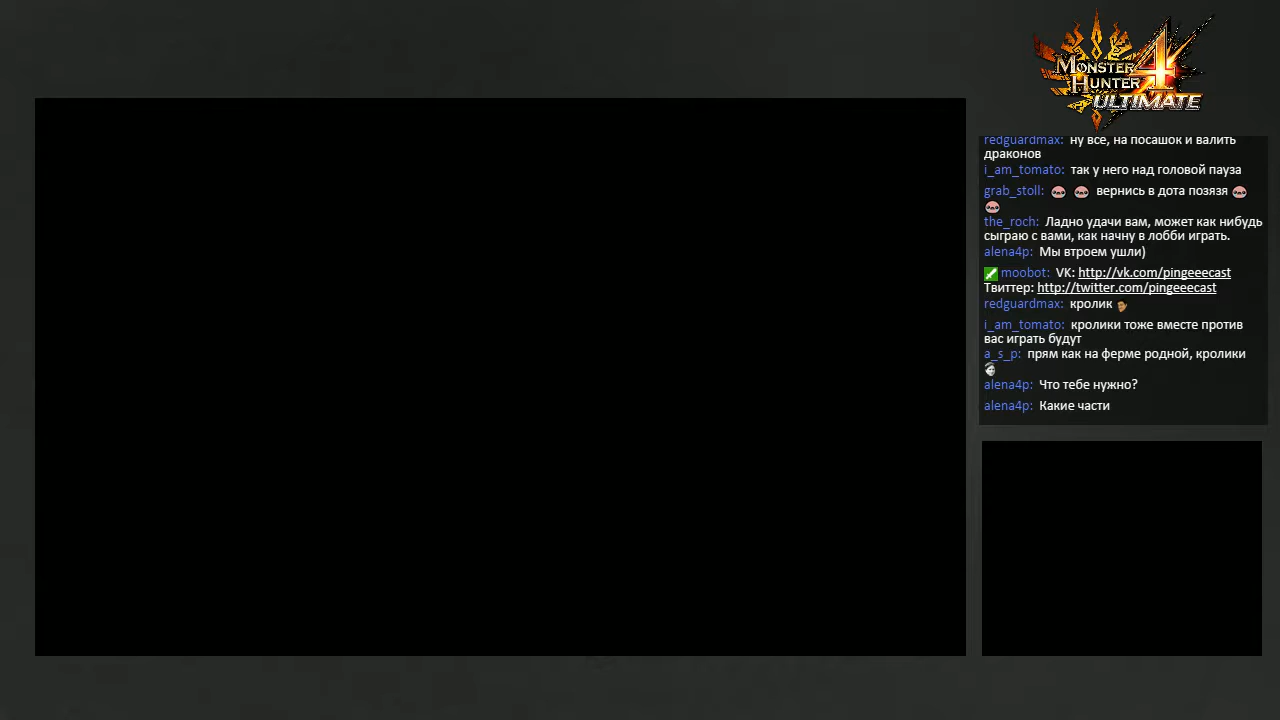 MONSTER
HUNTER 4
ULTIMATE
redguardmax: ну все, на посашок и валить
драконов
i_am_tomato: так у него над головой пауза
grab_stoll: вернись в дота позязя
the_roch: Ладно удачи вам, может как нибудь
сыграю с вами, как начну в лобби играть.
alena4p: Мы втроем ушли)
moobot: VK: http://vk.com/pingeeecast
Твиттер: http://twitter.com/pingeeecast
redguardmax: кролик
i_am_tomato: кролики тоже вместе против
вас играть будут
a_s_p: прям как на ферме родной, кролики
alena4p: Что тебе нужно?
alena4p: Какие части